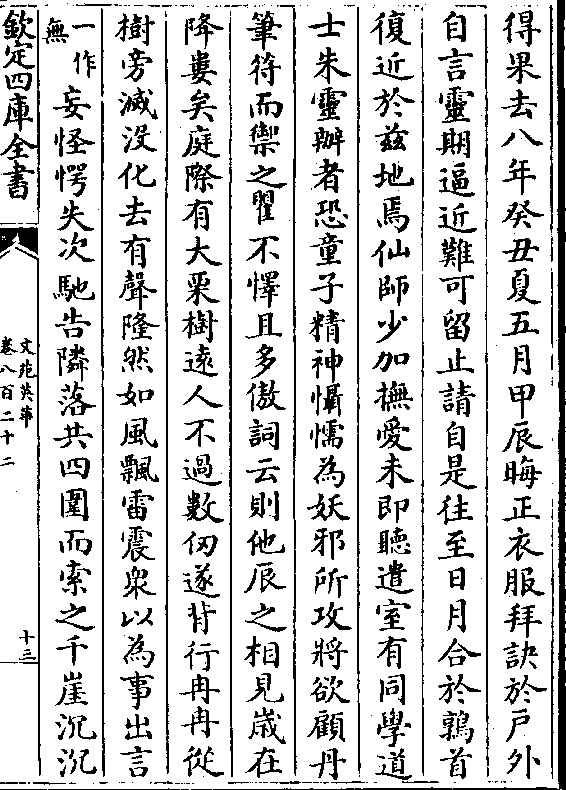 得果去八年癸丑夏五月甲辰晦正衣服拜訣於戶外
自言靈期逼近難可留止請自是往至日月合於鶉首
復近於兹地焉仙師少加撫愛未即聽遣室有同學道
士朱靈辦者恐童子精神懾懦為妖邪所攻將欲顧丹
筆符而禦之瞿不懌且多傲詞云則他辰之相見歳在
降婁矣庭際有大栗樹逺人不過數仞遂背行冉冉從
樹旁滅没化去有聲隆然如風飄雷震衆以為事出言
一作無妄怪愕失次馳告隣落共四圍而索之千崖沉沉
欽定四庫全書
文苑英華
卷八百二十二
十三